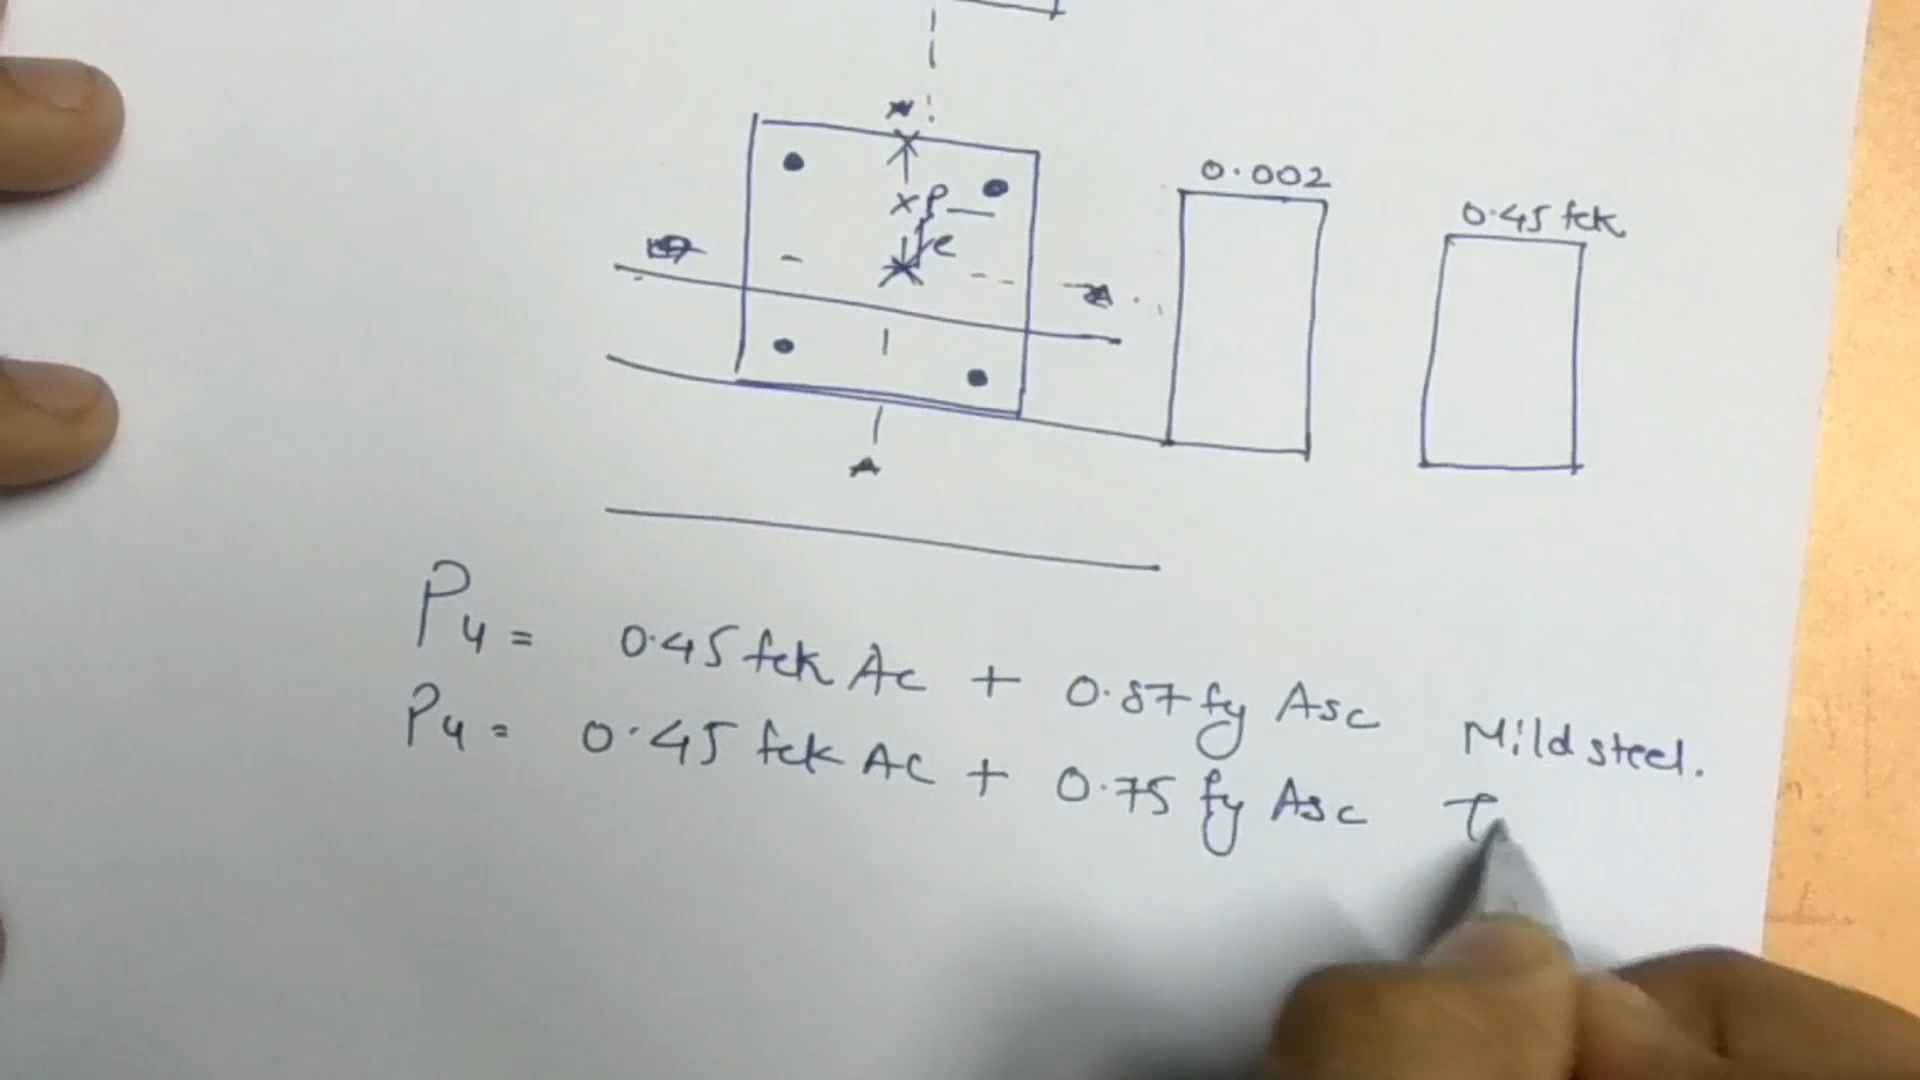 0.002
0.45 fck
P
e
Pu = 0.45 fck Ac + 0.87 fy Asc Mild steel.
Pu = 0.45 fck Ac + 0.75 fy Asc T